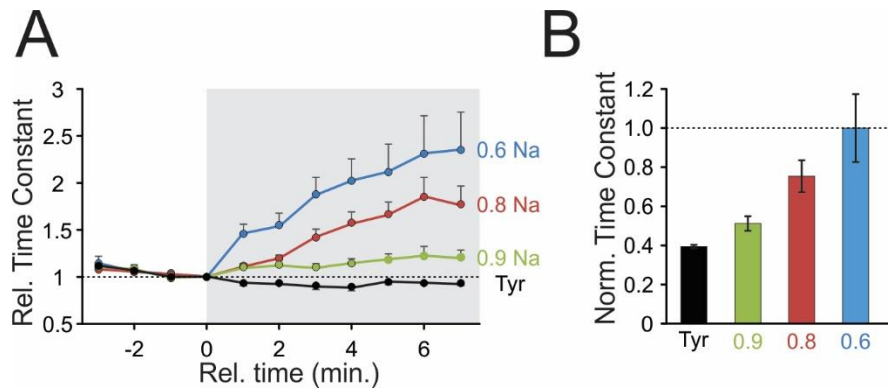 A
Rel. Time Constant
3
2.5
2
1.5
1
0.5
0.6 Na
0.8 Na
0.9 Na
Tyr
-2 0 2 4 6
Rel. time (min.)
B
Norm. Time Constant
1.2
1.0
0.8
0.6
0.4
0.2
0
Tyr 0.9 0.8 0.6